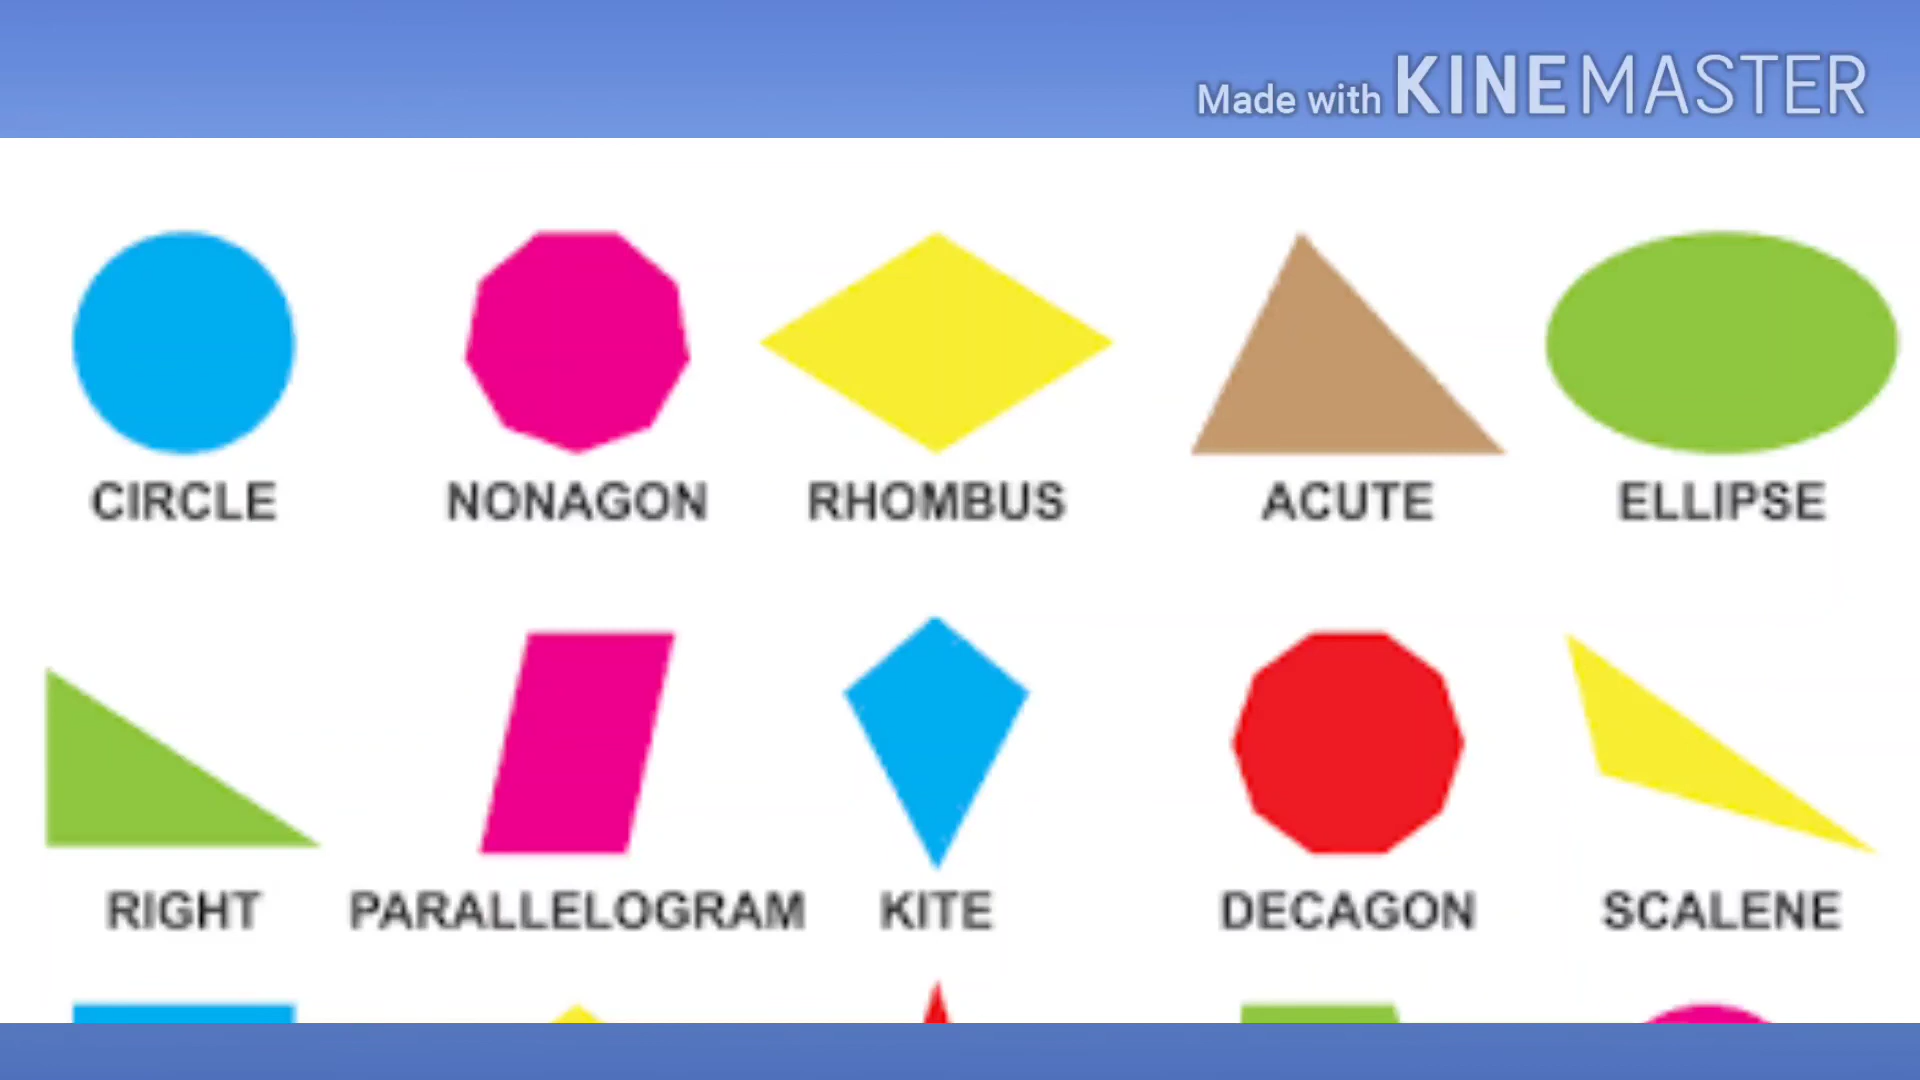 Made with KINEMASTER
CIRCLE NONAGON RHOMBUS ACUTE ELLIPSE
RIGHT PARALLELOGRAM KITE DECAGON SCALENE